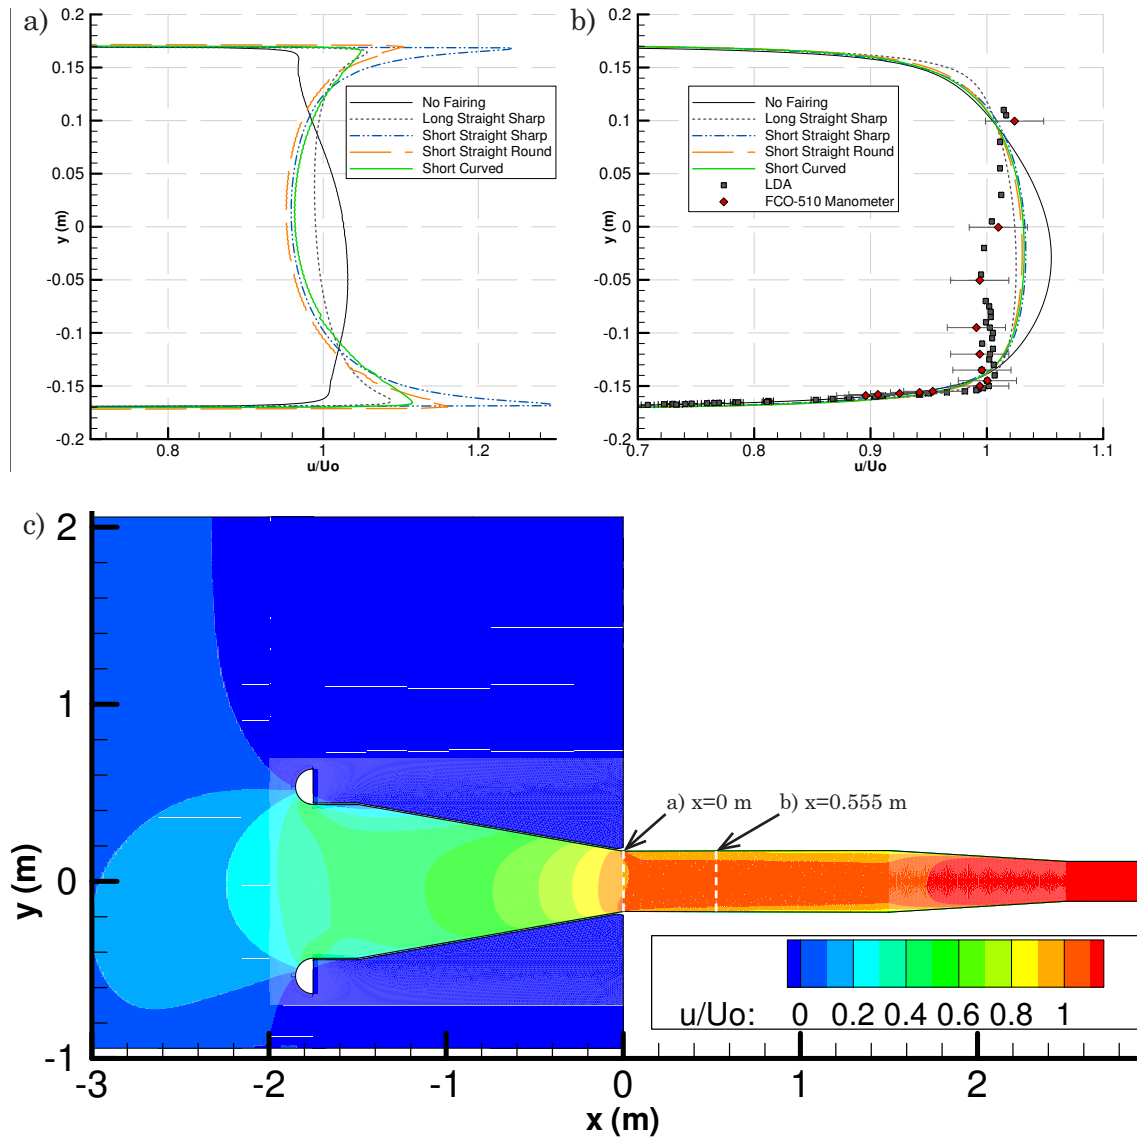 a)
0.2
0.15
0.1
0.05
0
-0.05
-0.1
-0.15
-0.2
y (m)
0.8
1
1.2
u/Uo
No Fairing
Long Straight Sharp
Short Straight Sharp
Short Straight Round
Short Curved
b)
0.2
0.15
0.1
0.05
0
-0.05
-0.1
-0.15
-0.2
y (m)
0.7
0.8
0.9
1
1.1
u/Uo
No Fairing
Long Straight Sharp
Short Straight Sharp
Short Straight Round
Short Curved
LDA
FCO-510 Manometer
c)
2
1
0
-1
y (m)
a) x=0 m
b) x=0.555 m
u/Uo: 0 0.2 0.4 0.6 0.8 1
-3 -2 -1 0 1 2
x (m)